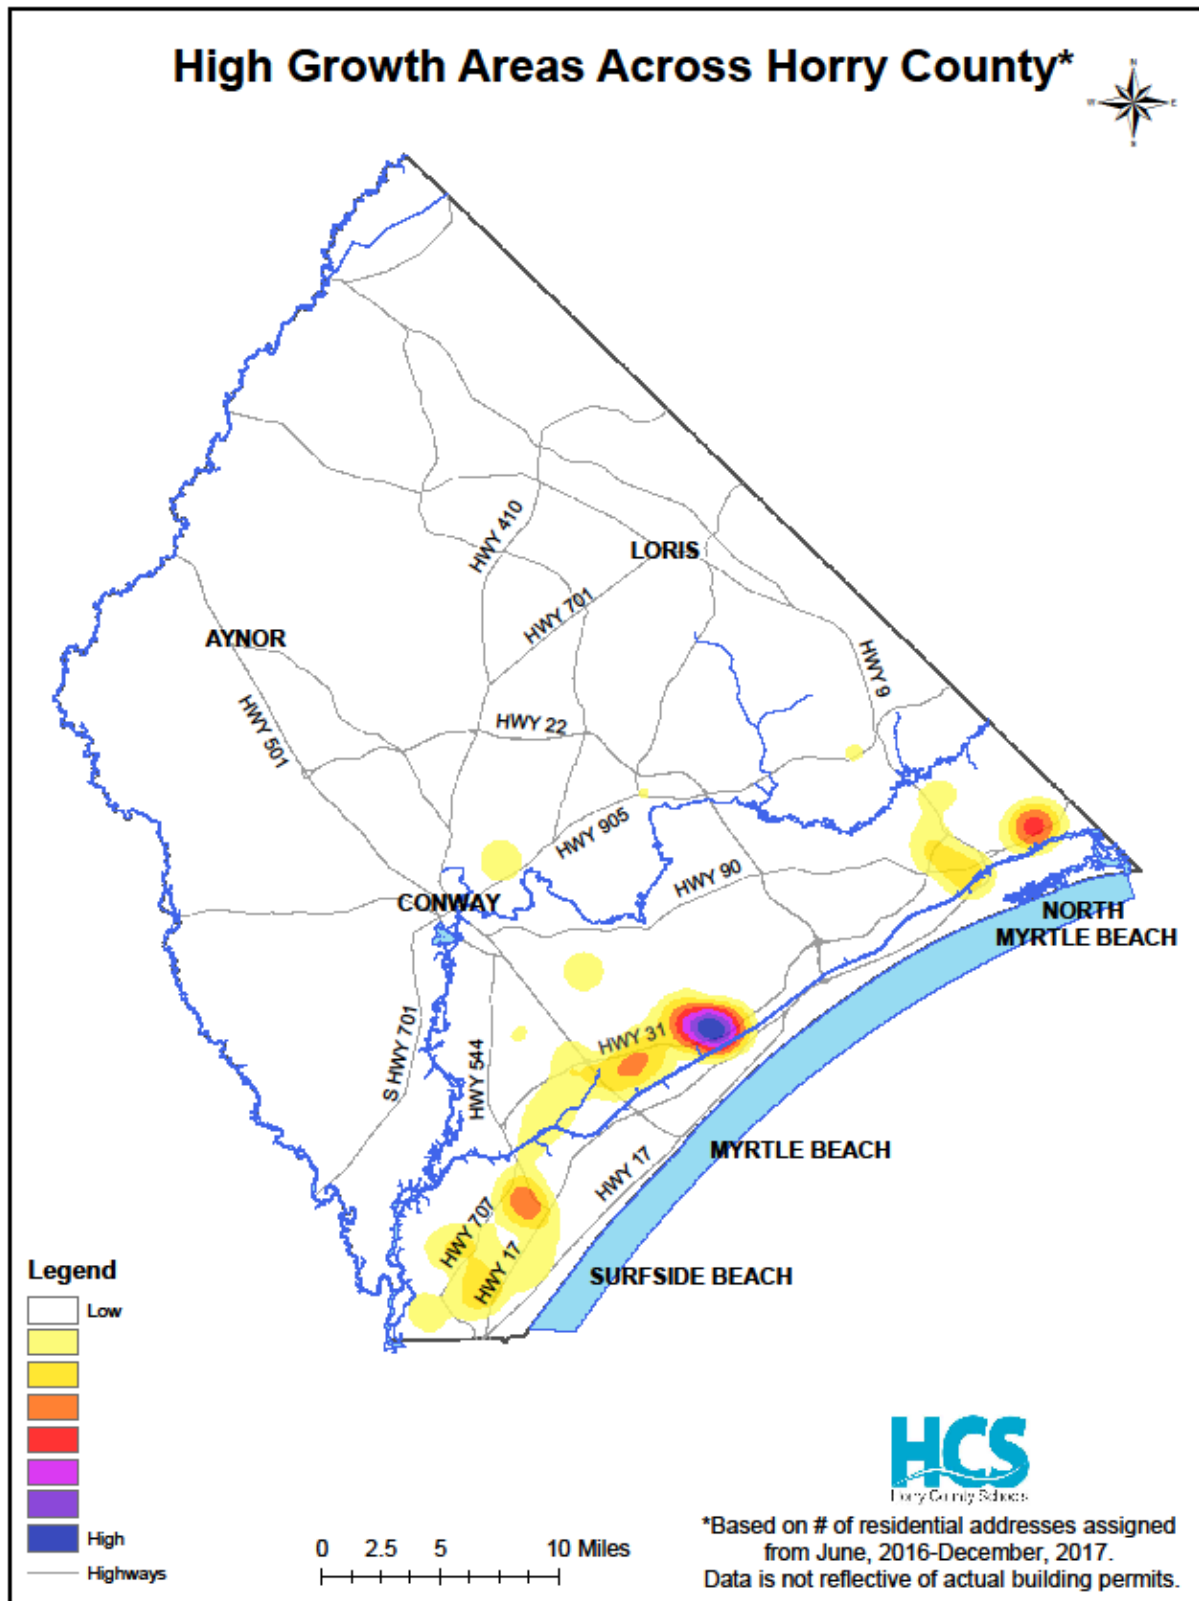 High Growth Areas Across Horry County*
N
W
E
S
HWY 410
LORIS
HWY 701
AYNOR
HWY 9
HWY 501
HWY 22
HWY 905
HWY 90
CONWAY
NORTH
MYRTLE BEACH
S HWY 701
HWY 544
HWY 31
MYRTLE BEACH
HWY 17
HWY 707
HWY 17
SURFSIDE BEACH
Legend
Low
High
Highways
0 2.5 5 10 Miles
HCS
Horry County Schools
*Based on # of residential addresses assigned
from June, 2016-December, 2017.
Data is not reflective of actual building permits.